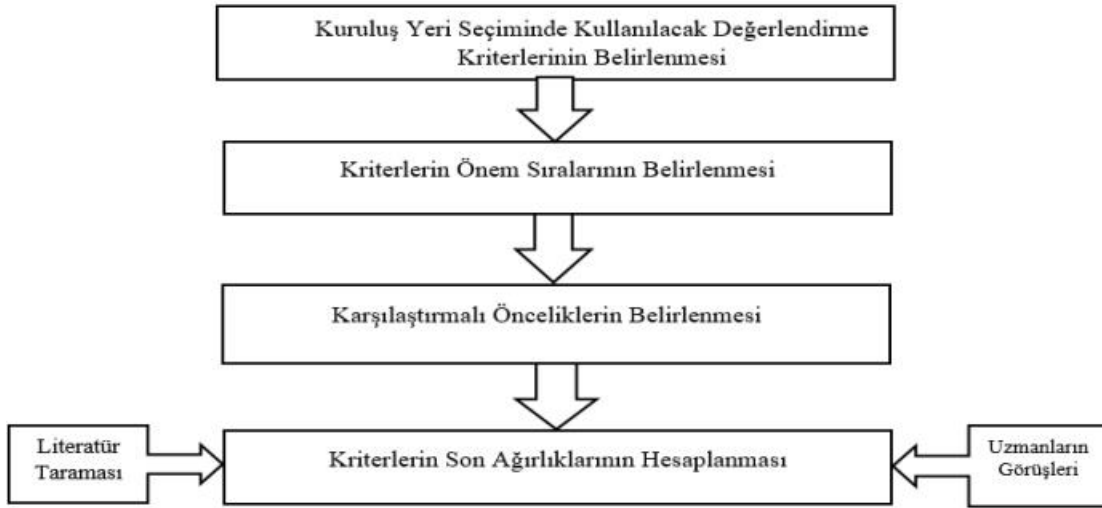 Kuruluş Yeri Seçiminde Kullanılacak Değerlendirme
Kriterlerinin Belirlenmesi
Kriterlerin Önem Sıralarının Belirlenmesi
Karşılaştırmalı Önceliklerin Belirlenmesi
Literatür
Taraması
Kriterlerin Son Ağırlıklarının Hesaplanması
Uzmanların
Görüşleri